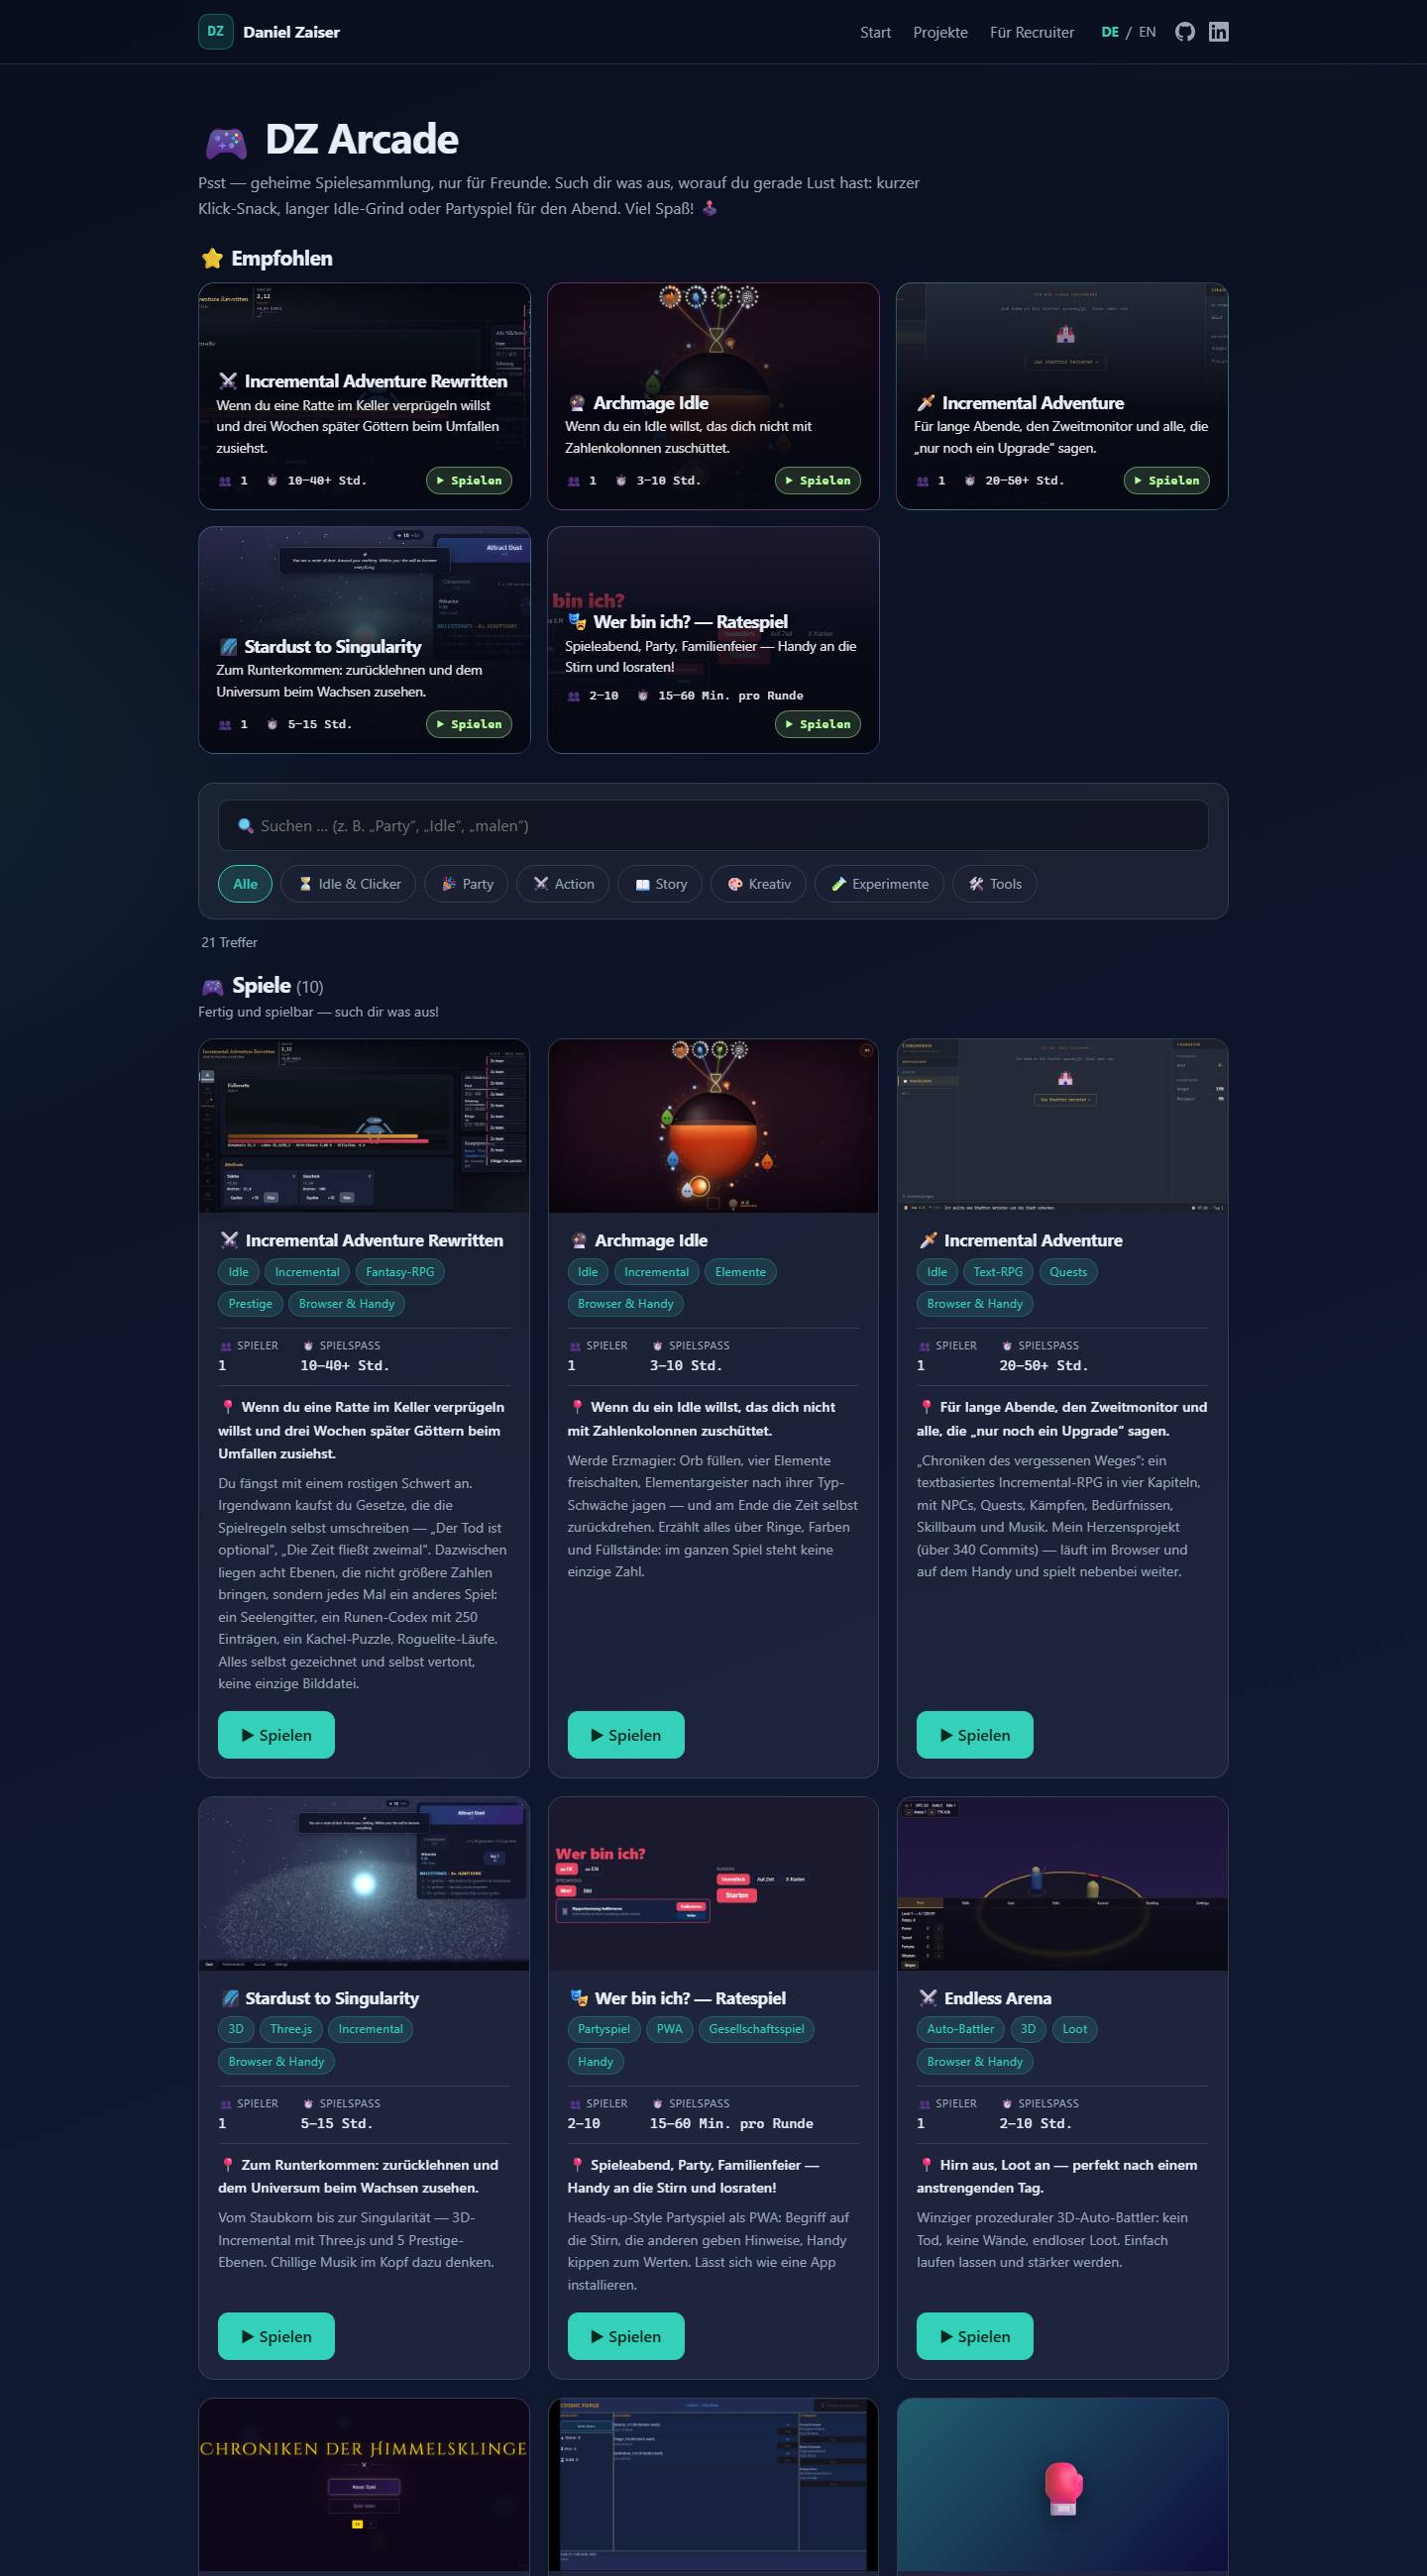 DZ Daniel Zaiser
Start Projekte Für Recruiter DE / EN
DZ Arcade
Psst — geheime Spielesammlung, nur für Freunde. Such dir was aus, worauf du gerade Lust hast: kurzer
Klick-Snack, langer Idle-Grind oder Partyspiel für den Abend. Viel Spaß!
Empfohlen
Incremental Adventure Rewritten
Wenn du eine Ratte im Keller verprügeln willst
und drei Wochen später Göttern beim Umfallen
zusiehst.
1 10–40+ Std. ▶ Spielen
Archmage Idle
Wenn du ein Idle willst, das dich nicht mit
Zahlenkolonnen zuschüttet.
1 3–10 Std. ▶ Spielen
Incremental Adventure
Für lange Abende, den Zweitmonitor und alle, die
„nur noch ein Upgrade“ sagen.
1 20–50+ Std. ▶ Spielen
Attract Dust
Stardust to Singularity
Zum Runterkommen: zurücklehnen und dem
Universum beim Wachsen zusehen.
1 5–15 Std. ▶ Spielen
bin ich?
Wer bin ich? — Ratespiel
Spieleabend, Party, Familienfeier — Handy an die
Stirn und losraten!
2–10 15–60 Min. pro Runde
▶ Spielen
Suchen … (z. B. „Party“, „Idle“, „malen“)
Alle Idle & Clicker Party Action Story Kreativ Experimente Tools
21 Treffer
Spiele (10)
Fertig und spielbar — such dir was aus!
Incremental Adventure Rewritten
Idle Incremental Fantasy-RPG
Prestige Browser & Handy
SPIELER SPIELSPASS
1 10–40+ Std.
Wenn du eine Ratte im Keller verprügeln
willst und drei Wochen später Göttern beim
Umfallen zusiehst.
Du fängst mit einem rostigen Schwert an.
Irgendwann kaufst du Gesetze, die die
Spielregeln selbst umschreiben — „Der Tod ist
optional", „Die Zeit fließt zweimal". Dazwischen
liegen acht Ebenen, die nicht größere Zahlen
bringen, sondern jedes Mal ein anderes Spiel:
ein Seelengitter, ein Runen-Codex mit 250
Einträgen, ein Kachel-Puzzle, Roguelite-Läufe.
Alles selbst gezeichnet und selbst vertont,
keine einzige Bilddatei.
▶ Spielen
Archmage Idle
Idle Incremental Elemente
Browser & Handy
SPIELER SPIELSPASS
1 3–10 Std.
Wenn du ein Idle willst, das dich nicht
mit Zahlenkolonnen zuschüttet.
Werde Erzmagier: Orb füllen, vier Elemente
freischalten, Elementargeister nach ihrer Typ-
Schwäche jagen — und am Ende die Zeit selbst
zurückdrehen. Erzählt alles über Ringe, Farben
und Füllstände: im ganzen Spiel steht keine
einzige Zahl.
▶ Spielen
Incremental Adventure
Idle Text-RPG Quests
Browser & Handy
SPIELER SPIELSPASS
1 20–50+ Std.
Für lange Abende, den Zweitmonitor und
alle, die „nur noch ein Upgrade“ sagen.
„Chroniken des vergessenen Weges“: ein
textbasiertes Incremental-RPG in vier Kapiteln,
mit NPCs, Quests, Kämpfen, Bedürfnissen,
Skillbaum und Musik. Mein Herzensprojekt
(über 340 Commits) — läuft im Browser und
auf dem Handy und spielt nebenbei weiter.
▶ Spielen
Attract Dust
Stardust to Singularity
3D Three.js Incremental
Browser & Handy
SPIELER SPIELSPASS
1 5–15 Std.
Zum Runterkommen: zurücklehnen und
dem Universum beim Wachsen zusehen.
Vom Staubkorn bis zur Singularität — 3D-
Incremental mit Three.js und 5 Prestige-
Ebenen. Chillige Musik im Kopf dazu denken.
▶ Spielen
Wer bin ich?
Starten
Wer bin ich? — Ratespiel
Partyspiel PWA Gesellschaftsspiel
Handy
SPIELER SPIELSPASS
2–10 15–60 Min. pro Runde
Spieleabend, Party, Familienfeier —
Handy an die Stirn und losraten!
Heads-up-Style Partyspiel als PWA: Begriff auf
die Stirn, die anderen geben Hinweise, Handy
kippen zum Werten. Lässt sich wie eine App
installieren.
▶ Spielen
Endless Arena
Auto-Battler 3D Loot
Browser & Handy
SPIELER SPIELSPASS
1 2–10 Std.
Hirn aus, Loot an — perfekt nach einem
anstrengenden Tag.
Winziger prozeduraler 3D-Auto-Battler: kein
Tod, keine Wände, endloser Loot. Einfach
laufen lassen und stärker werden.
▶ Spielen
CHRONIKEN DER HIMMELSKLINGE
Neues Spiel
COSMIC FORGE